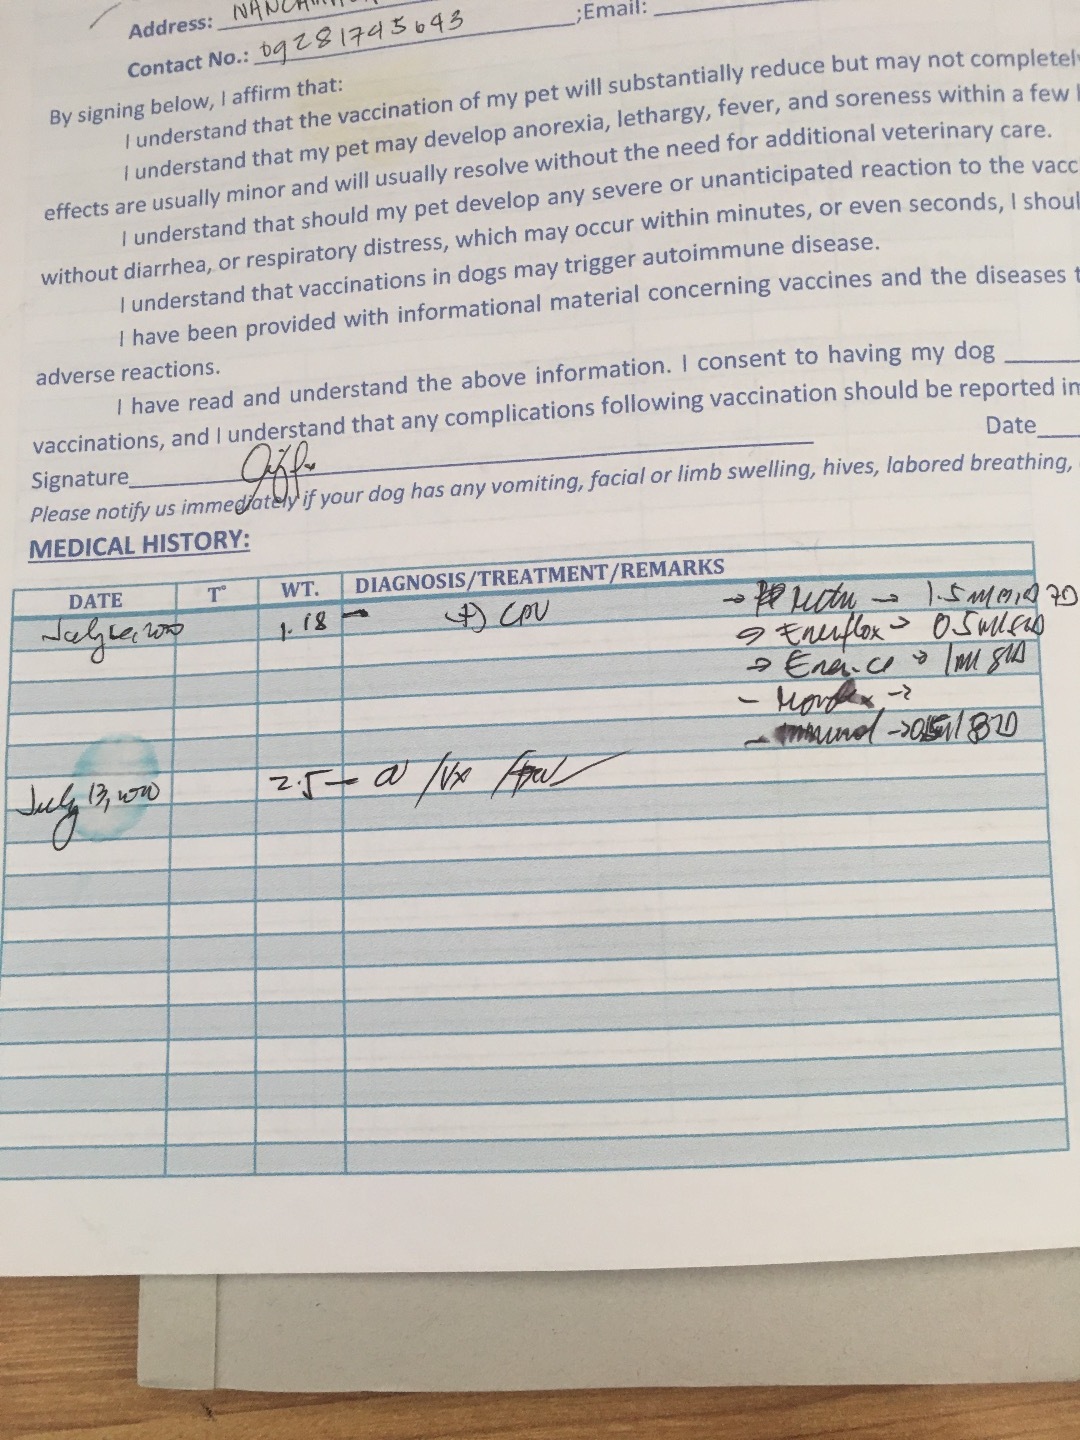 Address:
Contact No.: 09281745643 ;Email:
By signing below, I affirm that:
I understand that the vaccination of my pet will substantially reduce but may not completel
I understand that my pet may develop anorexia, lethargy, fever, and soreness within a few
effects are usually minor and will usually resolve without the need for additional veterinary care.
I understand that should my pet develop any severe or unanticipated reaction to the vacc
without diarrhea, or respiratory distress, which may occur within minutes, or even seconds, I shoul
I understand that vaccinations in dogs may trigger autoimmune disease.
I have been provided with informational material concerning vaccines and the diseases t
adverse reactions.
I have read and understand the above information. I consent to having my dog
vaccinations, and I understand that any complications following vaccination should be reported im
Date
Signature
Please notify us immediately if your dog has any vomiting, facial or limb swelling, hives, labored breathing,
MEDICAL HISTORY:
DATE T° WT. DIAGNOSIS/TREATMENT/REMARKS
1.18 - (+) CPV
→ Enerflox → 0.5ml
→ 1ml SID
July 13, 2.5 -